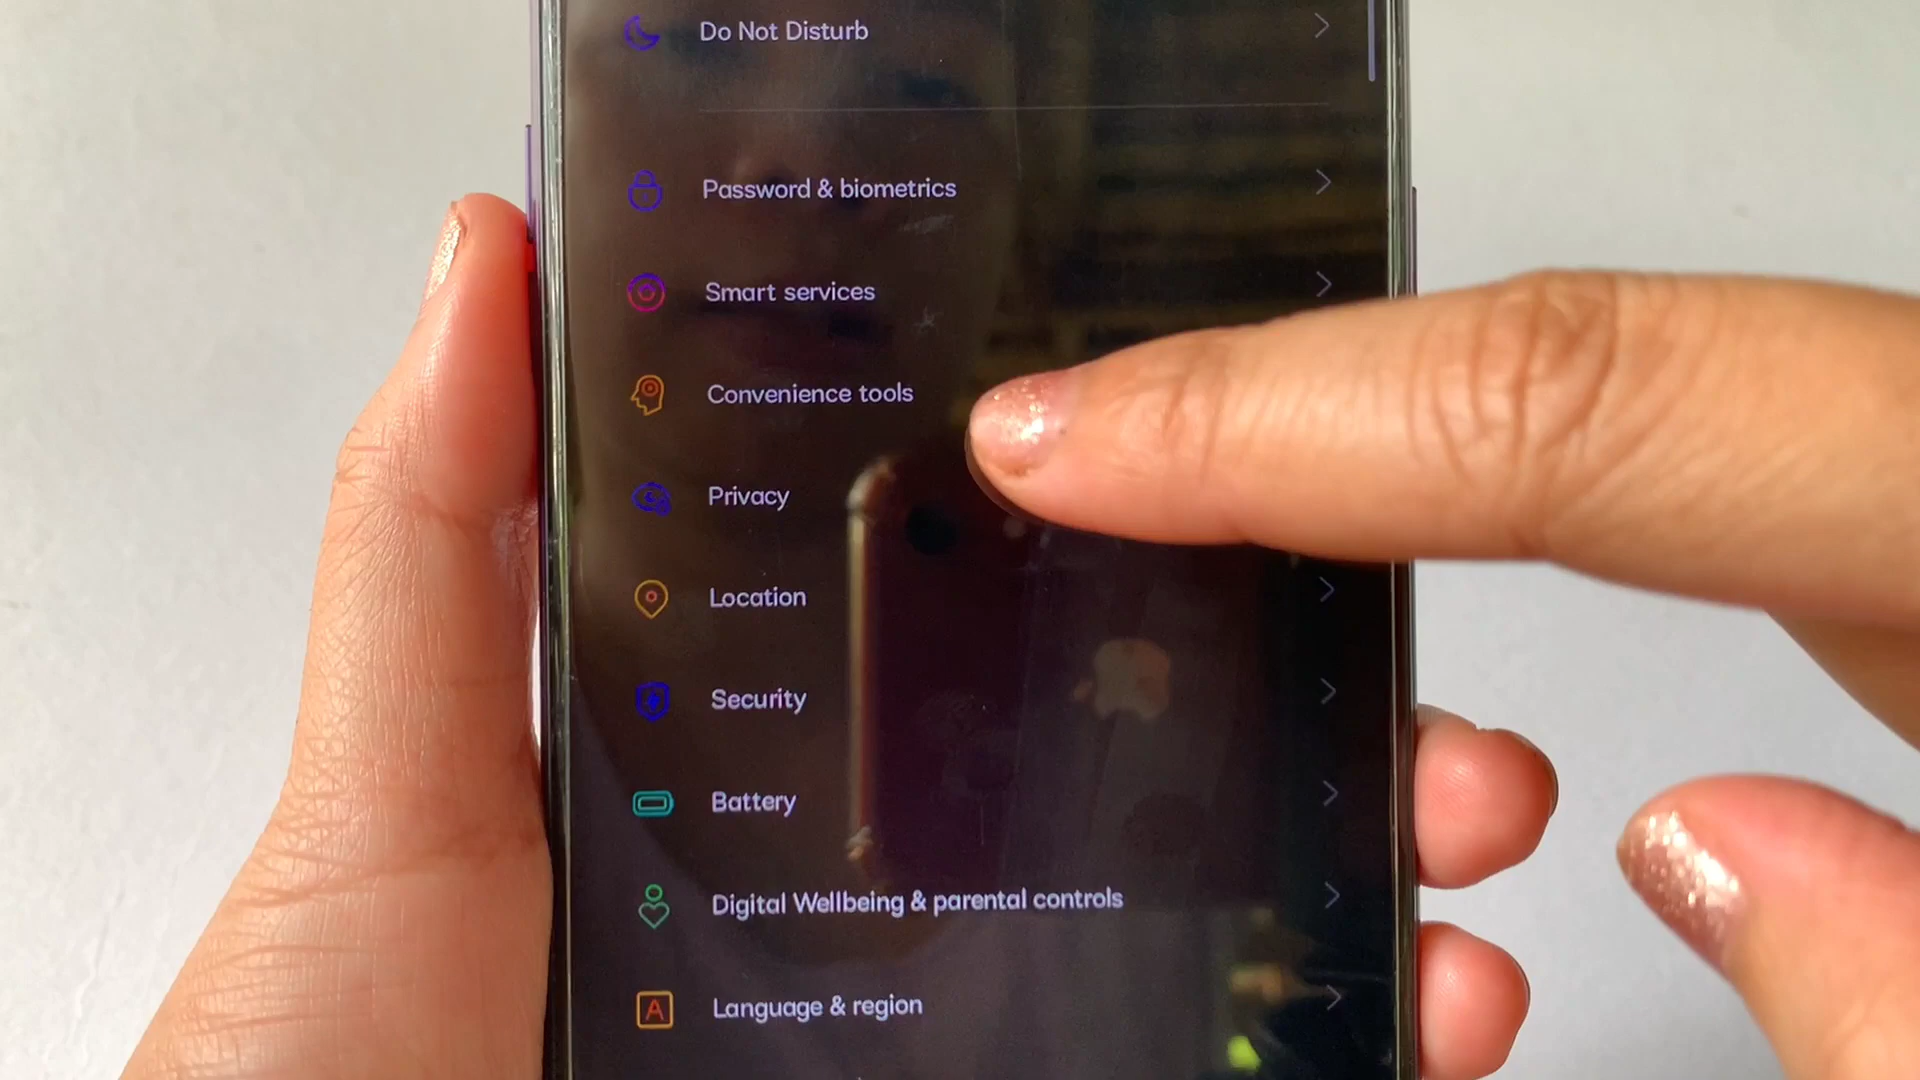 Do Not Disturb
Password & biometrics
Smart services
Convenience tools
Privacy
Location
Security
Battery
Digital Wellbeing & parental controls
A
Language & region